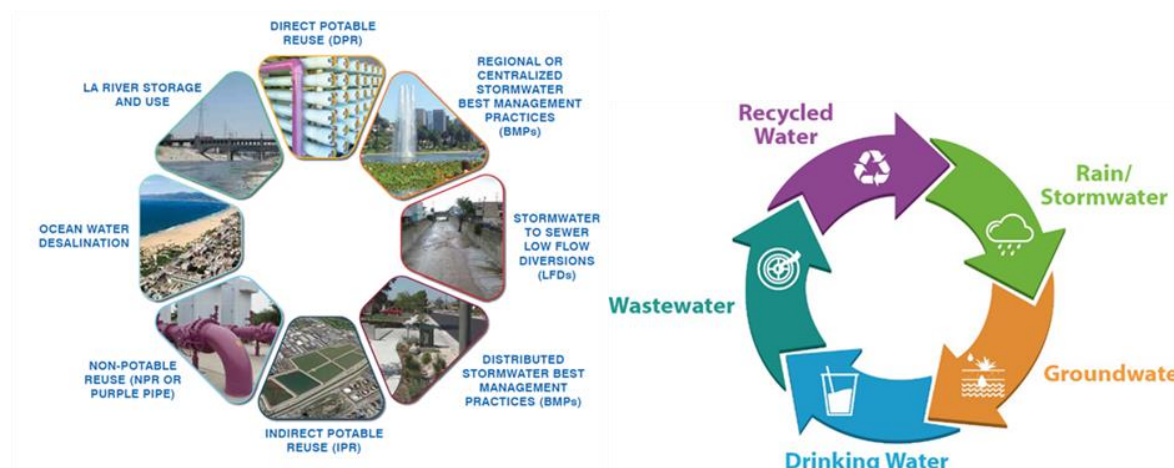 DIRECT POTABLE
REUSE (DPR)
REGIONAL OR
CENTRALIZED
STORMWATER
BEST MANAGEMENT
PRACTICES
(BMPs)
STORMWATER
TO SEWER
LOW FLOW
DIVERSIONS
(LFDs)
DISTRIBUTED
STORMWATER BEST
MANAGEMENT
PRACTICES (BMPs)
INDIRECT POTABLE
REUSE (IPR)
NON-POTABLE
REUSE (NPR OR
PURPLE PIPE)
OCEAN WATER
DESALINATION
LA RIVER STORAGE
AND USE
Recycled
Water
Rain/
Stormwater
Groundwate
Drinking Water
Wastewater